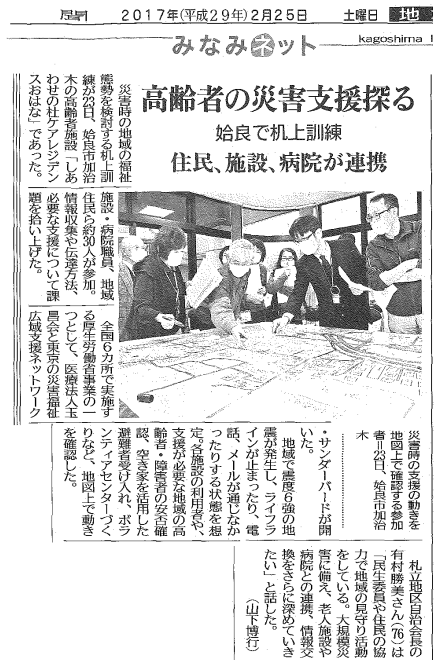 聞
2017年(平成29年)2月25日
土曜日
地
みなみネット
kagoshima
高齢者の災害支援探る
姶良で机上訓練
住民、施設、病院が連携
災害時の地域の福祉
態勢を検討する机上訓
練が23日、姶良市加治
木の高齢者施設「しあ
わせの杜ケアレジデン
スおはな」であった。
施設・病院職員、地域
住民ら約30人が参加。
情報収集や伝達方法、
必要な支援について課
題を拾い上げた。
全国6カ所で実施す
る厚生労働省事業の一
つとして、医療法人玉
昌会と東京の災害福祉
広域支援ネットワーク
・サンダーバードが開
いた。
地域で震度6強の地
震が発生し、ライフラ
インが止まったり、電
話、メールが通じなか
ったりする状態を想
定。各施設の利用者や、
支援が必要な地域の高
齢者・障害者の安否確
認、空き家を活用した
避難者受け入れ、ボラ
ンティアセンターづく
りなど、地図上で動き
を確認した。
災害時の支援の動きを
地図上で確認する参加
者=23日、姶良市加治
木
札立地区自治会長の
有村勝美さん(76)は
「民生委員や住民の協
力で地域の見守り活動
をしている。大規模災
害に備え、老人施設や
病院との連携、情報交
換をさらに深めていき
たい」と話した。
(山下博行)